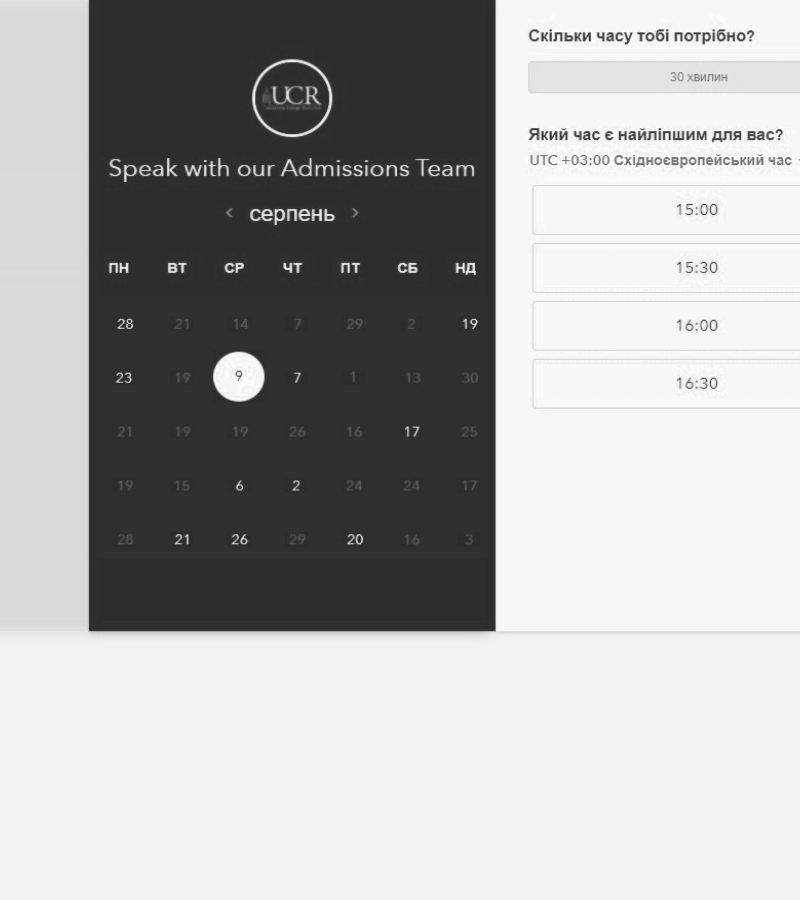 UCR
Speak with our Admissions Team
серпень
ПН ВТ СР ЧТ ПТ СБ НД
28 21 14 7 29 2 19
23 19 9 7 1 13 30
21 19 19 26 16 17 25
19 15 6 2 24 24 17
28 21 26 29 20 16 3
Скільки часу тобі потрібно?
30 хвилин
Який час є найліпшим для вас?
UTC +03:00 Східноєвропейський час
15:00
15:30
16:00
16:30